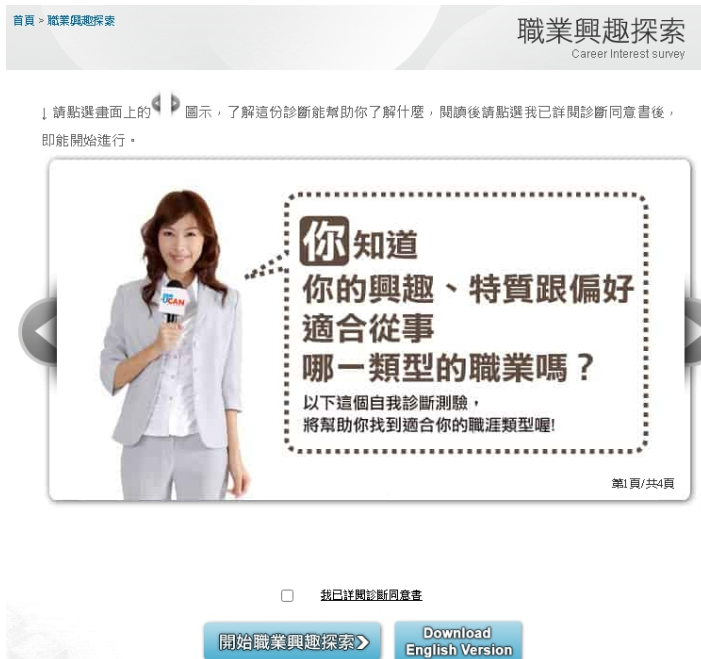 首頁 > 職業興趣探索
職業興趣探索
Career Interest survey
↓ 請點選畫面上的 圖示，了解這份診斷能幫助你了解什麼，閱讀後請點選我已詳閱診斷同意書後，
即能開始進行。
UCAN
你知道
你的興趣、特質跟偏好
適合從事
哪一類型的職業嗎？
以下這個自我診斷測驗，
將幫助你找到適合你的職涯類型喔!
第1頁/共4頁
我已詳閱診斷同意書
開始職業興趣探索
Download
English Version